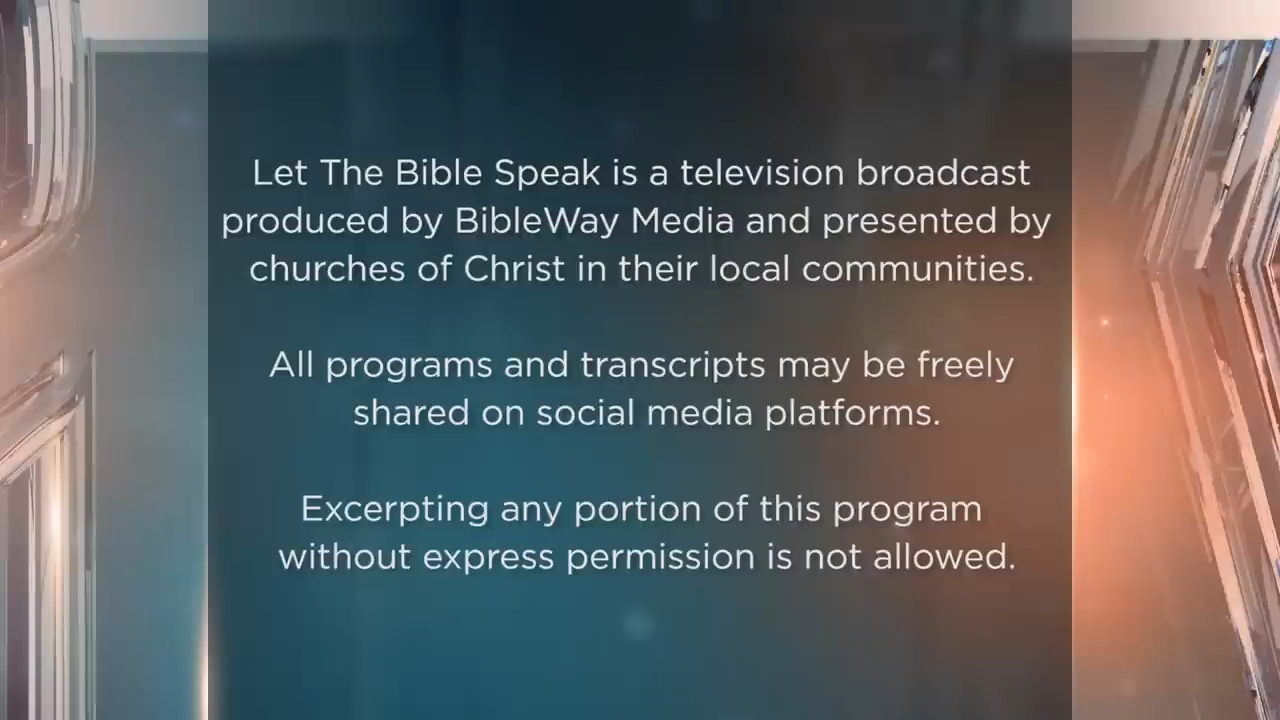 Let The Bible Speak is a television broadcast
produced by BibleWay Media and presented by
churches of Christ in their local communities.
All programs and transcripts may be freely
shared on social media platforms.
Excerpting any portion of this program
without express permission is not allowed.